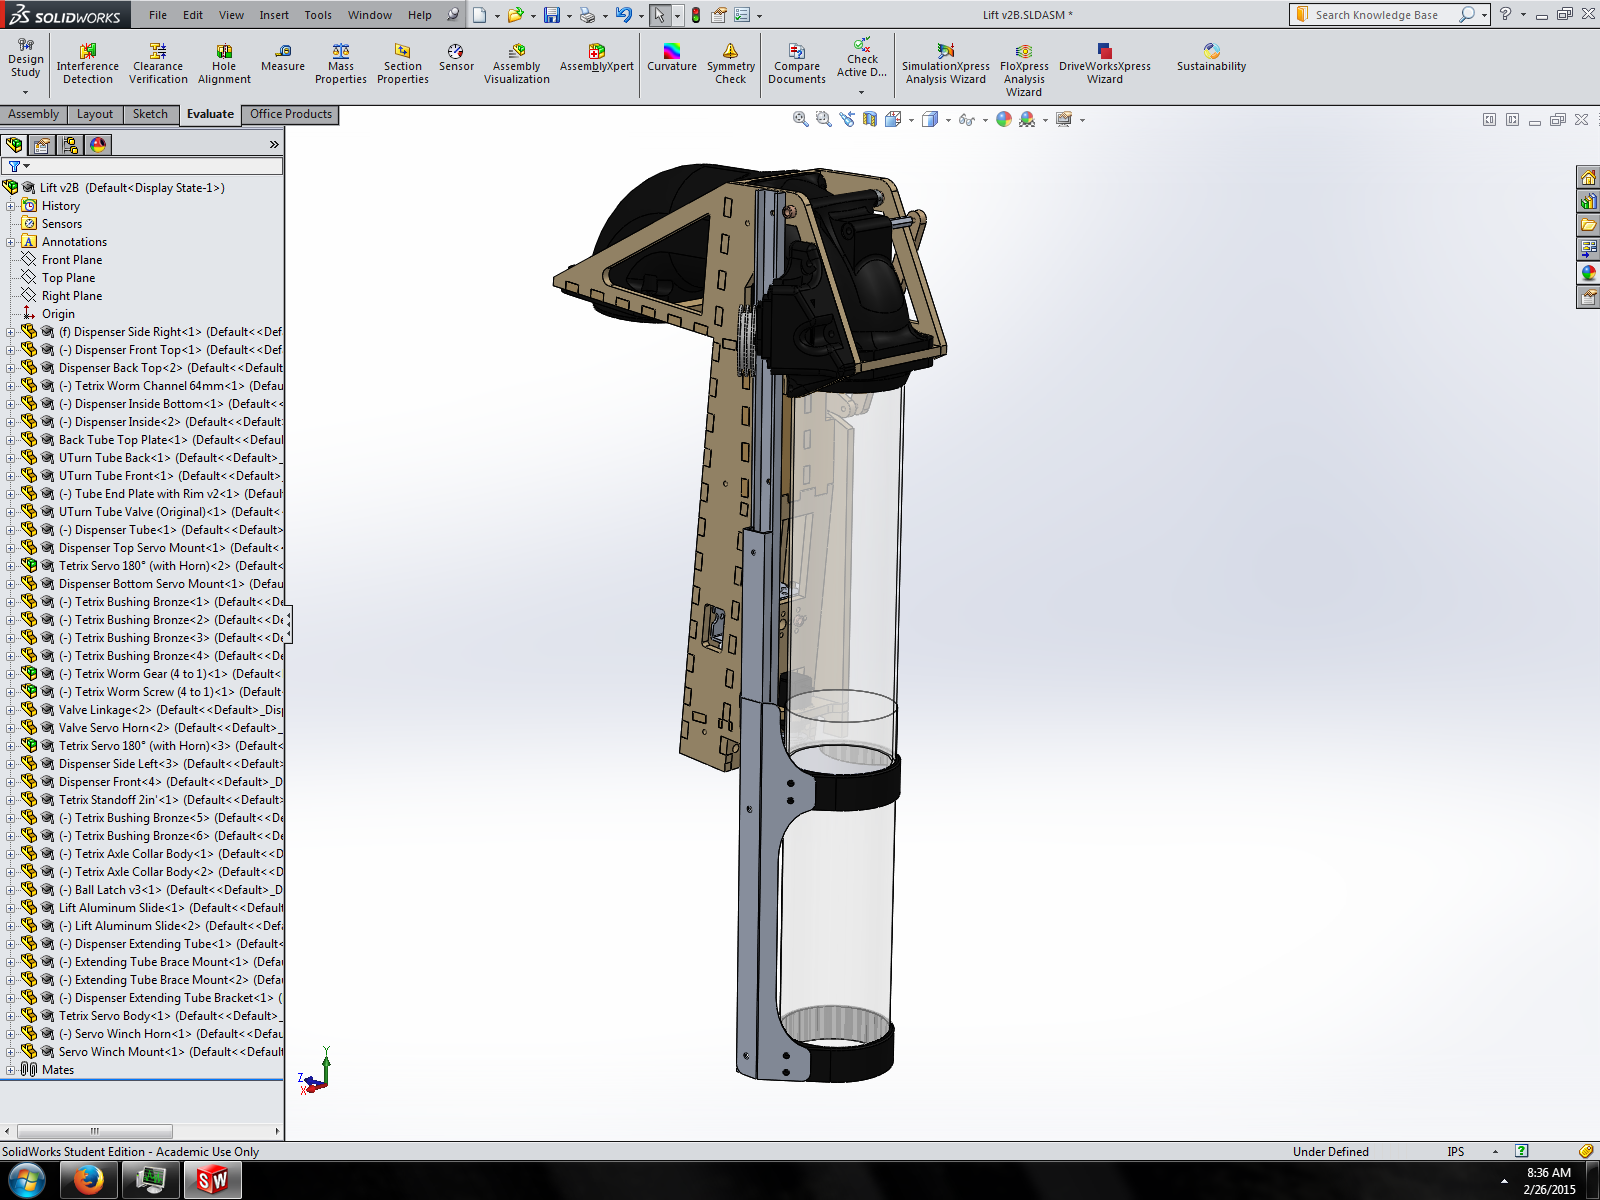 SOLIDWORKS File Edit View Insert Tools Window Help Lift v2B.SLDASM * Search Knowledge Base
Design Study
Interference Detection
Clearance Verification
Hole Alignment
Measure
Mass Properties
Section Properties
Sensor
Assembly Visualization
AssemblyXpert
Curvature
Symmetry Check
Compare Documents
Check Active D...
SimulationXpress Analysis Wizard
FloXpress Analysis Wizard
DriveWorksXpress Wizard
Sustainability
Assembly Layout Sketch Evaluate Office Products
Lift v2B (Default<Display State-1>)
History
Sensors
Annotations
Front Plane
Top Plane
Right Plane
Origin
(f) Dispenser Side Right<1> (Default<<Def
(-) Dispenser Front Top<1> (Default<<Def
Dispenser Back Top<2> (Default<<Default
(-) Tetrix Worm Channel 64mm<1> (Defau
(-) Dispenser Inside Bottom<1> (Default<<
(-) Dispenser Inside<2> (Default<<Default
Back Tube Top Plate<1> (Default<<Defaul
UTurn Tube Back<1> (Default<<Default>_
UTurn Tube Front<1> (Default<<Default>_
(-) Tube End Plate with Rim v2<1> (Defaul
UTurn Tube Valve (Original)<1> (Default<
(-) Dispenser Tube<1> (Default<<Default>
Dispenser Top Servo Mount<1> (Default<
Tetrix Servo 180° (with Horn)<2> (Default<
Dispenser Bottom Servo Mount<1> (Defau
(-) Tetrix Bushing Bronze<1> (Default<<De
(-) Tetrix Bushing Bronze<2> (Default<<De
(-) Tetrix Bushing Bronze<3> (Default<<De
(-) Tetrix Bushing Bronze<4> (Default<<De
(-) Tetrix Worm Gear (4 to 1)<1> (Default<
(-) Tetrix Worm Screw (4 to 1)<1> (Default
Valve Linkage<2> (Default<<Default>_Disp
Valve Servo Horn<2> (Default<<Default>_
Tetrix Servo 180° (with Horn)<3> (Default<
Dispenser Side Left<3> (Default<<Default>
Dispenser Front<4> (Default<<Default>_D
Tetrix Standoff 2in'<1> (Default<<Default>
(-) Tetrix Bushing Bronze<5> (Default<<De
(-) Tetrix Bushing Bronze<6> (Default<<De
(-) Tetrix Axle Collar Body<1> (Default<<D
(-) Tetrix Axle Collar Body<2> (Default<<D
(-) Ball Latch v3<1> (Default<<Default>_D
Lift Aluminum Slide<1> (Default<<Default
(-) Lift Aluminum Slide<2> (Default<<Defa
(-) Dispenser Extending Tube<1> (Default<
(-) Extending Tube Brace Mount<1> (Defau
(-) Extending Tube Brace Mount<2> (Defau
(-) Dispenser Extending Tube Bracket<1> (
Tetrix Servo Body<1> (Default<<Default>_
(-) Servo Winch Horn<1> (Default<<Defau
Servo Winch Mount<1> (Default<<Default
Mates
Y
Z
X
SolidWorks Student Edition - Academic Use Only Under Defined IPS
SW
8:36 AM
2/26/2015